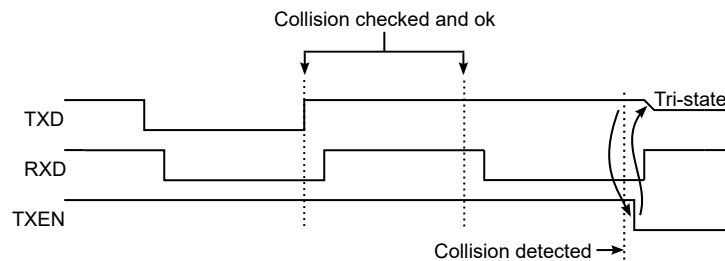 Collision checked and ok
Tri-state
TXD
RXD
TXEN
Collision detected